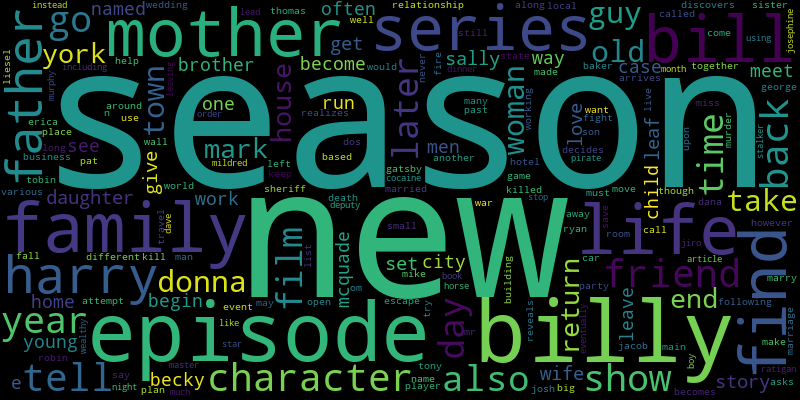 instead
including
father
liesel
go
york
named
brother
mother
often
get
become
thomas
wedding
series
sally
relationship
lead
still
along
local
called
guy
old
way
case
discovers
sister
bill
meet
come
using
josephine
season
help
house
town
murphy
leaving
around
one
run
would
well
later
never
fire
dinner
woman
many
past
state
working
made
baker
month
together
george
arrives
live
leaf
love
want
fight
son
miss
upon
time
murder
stalker
back
erica
n
place
use
long
see
wall
order
realizes
mark
dos
men
another
hotel
decides
pirate
business
pat
give
mildred
left
based
gatsby
game
tobin
world
keep
cocaine
killed
child
must
move
though
dana
take
various
daughter
work
sheriff
married
new
war
stop
away
save
call
however
family
dave
travel
death
deputy
small
life
ryan
room
jiro
find
fall
different
kill
man
film
list
mcquade
set
city
car
article
marry
harry
donna
mike
book
building
return
friend
marriage
home
attempt
begin
om
horse
party
following
year
event
may
open
escape
try
day
end
episode
billy
reveals
eventually
leave
young
wealthy
like
star
mr
jacob
main
make
robin
master
tony
wife
boy
ratigan
tell
becky
character
also
show
story
asks
e
say
night
plan
much
name
player
josh
big
becomes